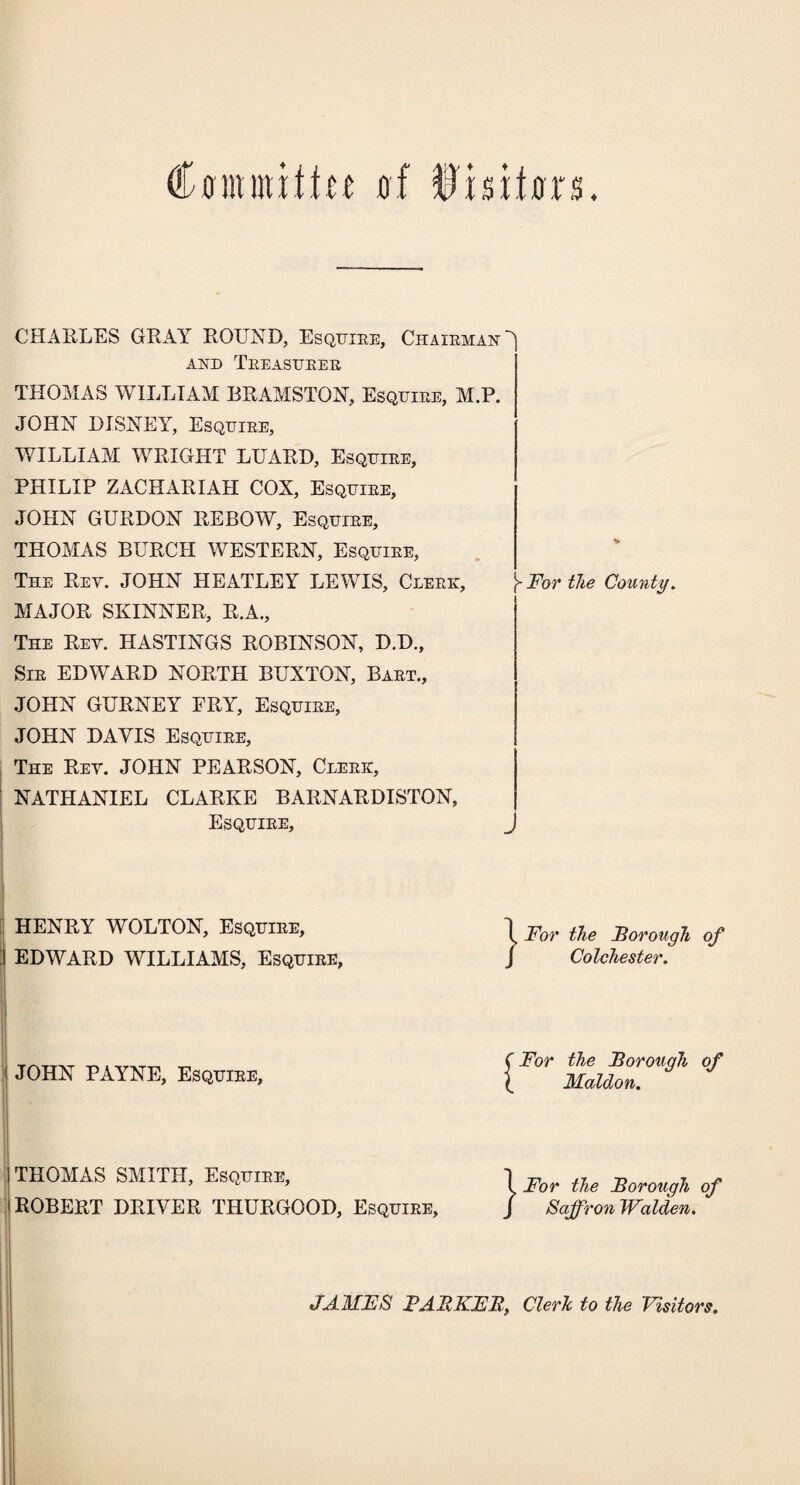 Committee of Visitors.
CHARLES GRAY ROUND, Esquire, Chairman
and Treasurer
THOMAS WILLIAM BRAMSTON, Esquire, M.P.
JOHN DISNEY, Esquire,
WILLIAM WRIGHT LUARD, Esquire,
PHILIP ZACHARIAH COX, Esquire,
JOHN GURDON REBOW, Esquire,
THOMAS BURCH WESTERN, Esquire,
The Rev. JOHN HEATLEY LEWIS, Clerk,
MAJOR SKINNER, R.A.,
The Rev. HASTINGS ROBINSON, D.D.,
Sir EDWARD NORTH BUXTON, Bart.,
JOHN GURNEY FRY, Esquire,
JOHN DAVIS Esquire,
The Rev. JOHN PEARSON, Clerk,
NATHANIEL CLARKE BARNARDISTON,
Esquire,
For the County.
HENRY WOLTON, Esquire,
EDWARD WILLIAMS, Esquire,
For the Borough of
Colchester.
JOHN PAYNE, Esquire,
For the Borough of
Maldon.
THOMAS SMITH, Esquire,
ROBERT DRIVER THURGOOD, Esquire,
For the Borough of
Saffron Walden.
JAMES PARKER, Clerk to the Visitors.